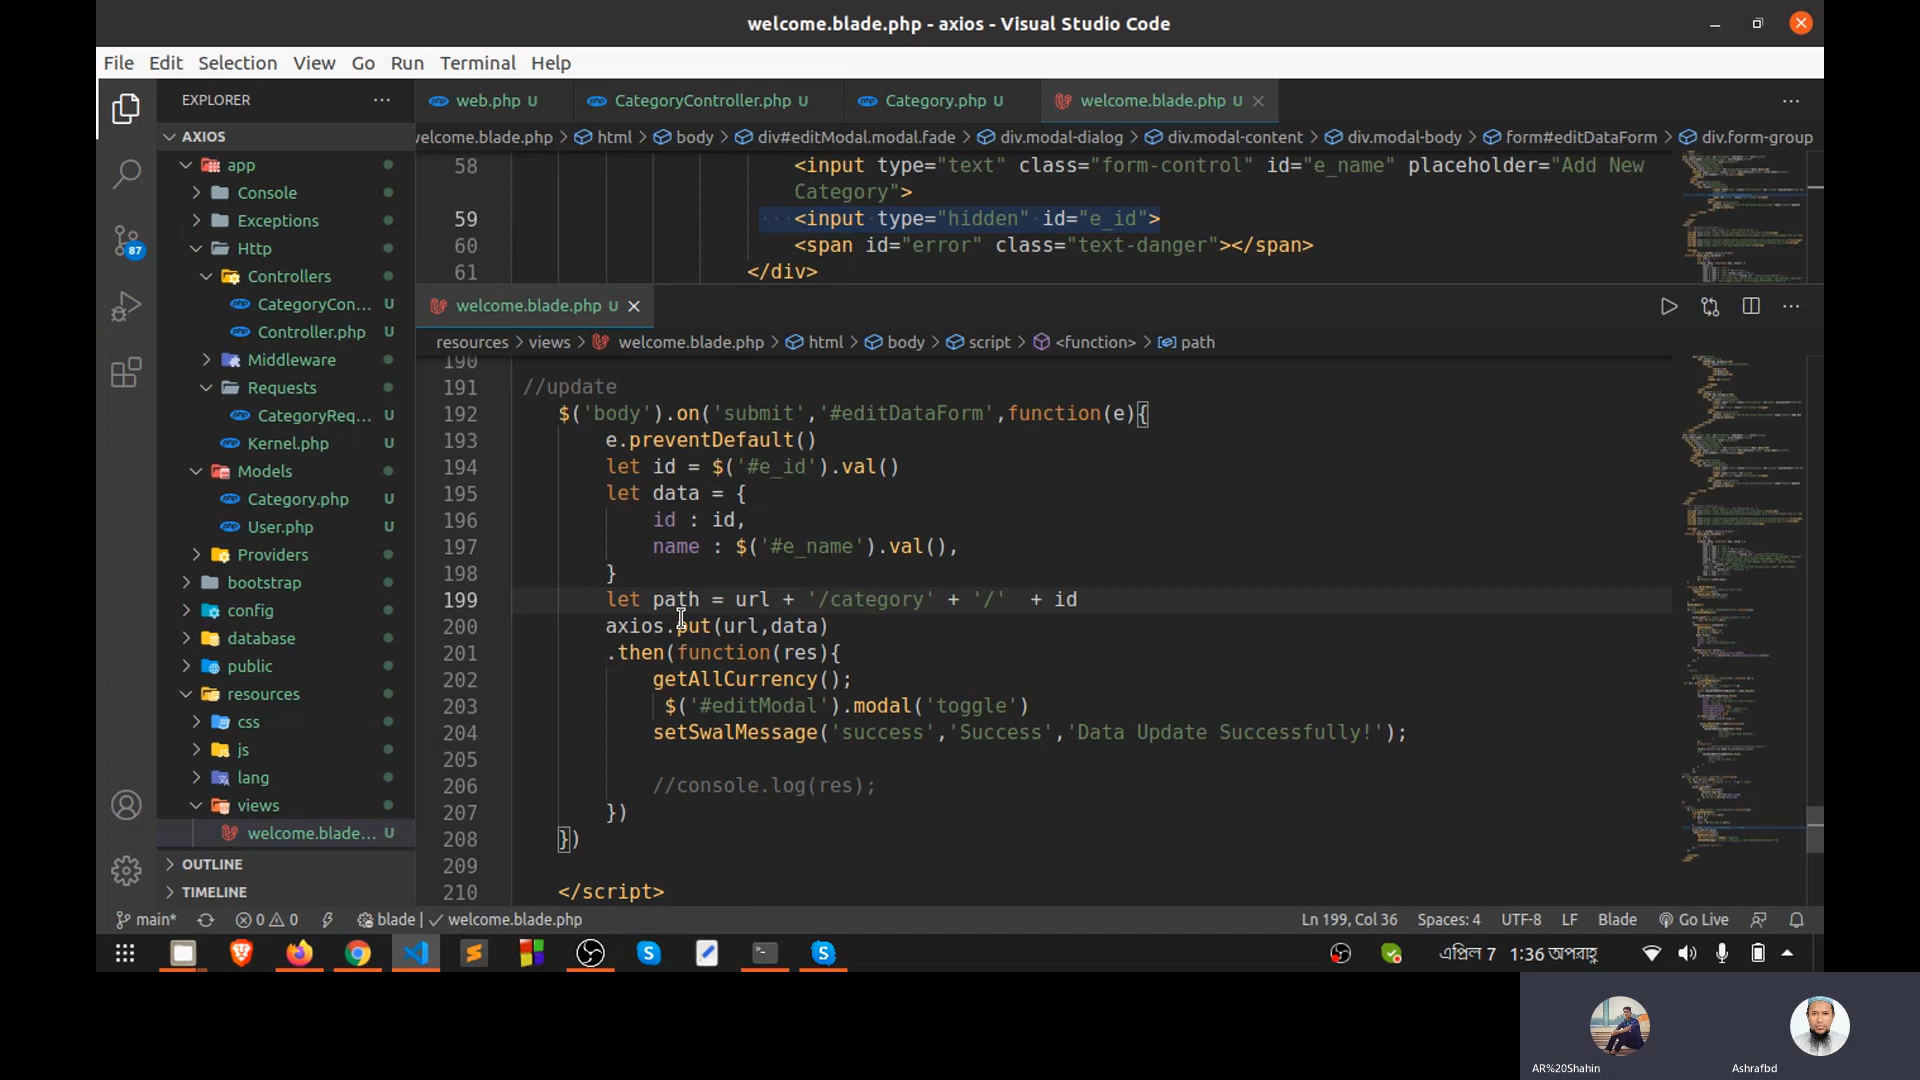 welcome.blade.php - axios - Visual Studio Code
File Edit Selection View Go Run Terminal Help
EXPLORER
web.php U
CategoryController.php U
Category.php U
welcome.blade.php U
AXIOS
app
Console
Exceptions
Http
Controllers
CategoryCon... U
Controller.php U
Middleware
Requests
CategoryReq... U
Kernel.php U
Models
Category.php U
User.php U
Providers
bootstrap
config
database
public
resources
css
js
lang
views
welcome.blade... U
OUTLINE
TIMELINE
87
welcome.blade.php > html > body > div#editModal.modal.fade > div.modal-dialog > div.modal-content > div.modal-body > form#editDataForm > div.form-group
58 <input type="text" class="form-control" id="e_name" placeholder="Add New
Category">
59 <input type="hidden" id="e_id">
60 <span id="error" class="text-danger"></span>
61 </div>
welcome.blade.php U
resources > views > welcome.blade.php > html > body > script > <function> > path
190
191 //update
192 $('body').on('submit','#editDataForm',function(e){
193 e.preventDefault()
194 let id = $('#e_id').val()
195 let data = {
196 id : id,
197 name : $('#e_name').val(),
198 }
199 let path = url + '/category' + '/'  + id
200 axios.put(url,data)
201 .then(function(res){
202 getAllCurrency();
203 $('#editModal').modal('toggle')
204 setSwalMessage('success','Success','Data Update Successfully!');
205
206 //console.log(res);
207 })
208 })
209
210 </script>
main* 0 0 blade | welcome.blade.php Ln 199, Col 36 Spaces: 4 UTF-8 LF Blade Go Live
এপ্রিল 7 1:36 অপরাহ্ণ
AR%20Shahin
Ashrafbd